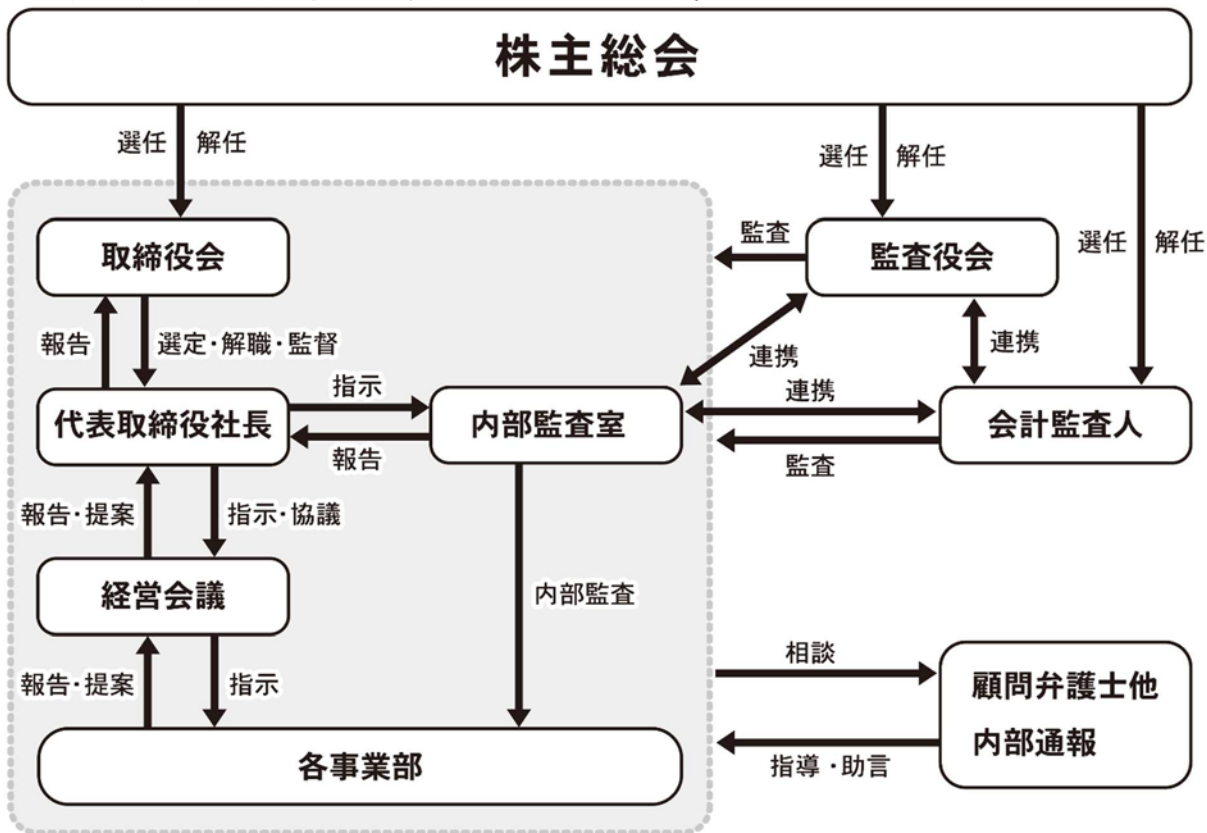 株主総会
選任
解任
選任
解任
選任
解任
取締役会
監査
監査役会
報告
選定・解職・監督
連携
連携
代表取締役社長
指示
報告
内部監査室
連携
監査
会計監査人
報告・提案
指示・協議
経営会議
内部監査
報告・提案
指示
相談
指導・助言
顧問弁護士他
内部通報
各事業部